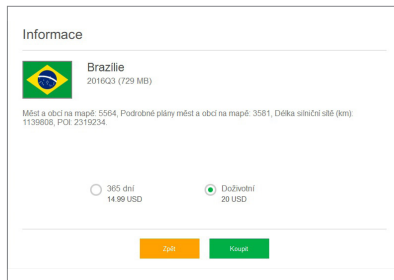 Informace
Brazílie
2016Q3 (729 MB)
Měst a obcí na mapě: 5564, Podrobné plány měst a obcí na mapě: 3581, Délka silniční sítě (km):
1139808, POI: 2319234.
365 dní
14.99 USD
Doživotní
20 USD
Zpět
Koupit